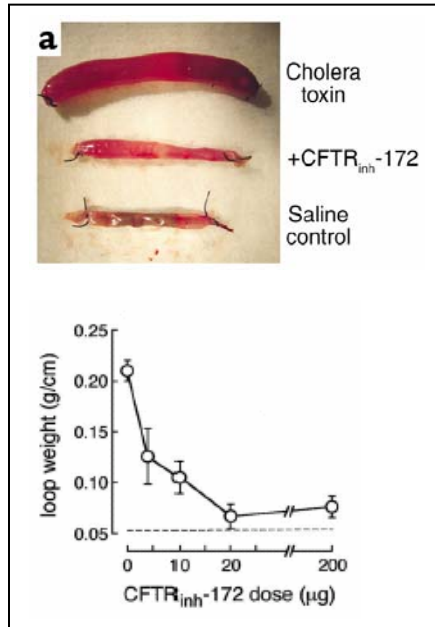 a
Cholera
toxin
+CFTRinh-172
Saline
control
0.25
0.20
0.15
0.10
0.05
loop weight (g/cm)
0 10 20 200
CFTRinh-172 dose (µg)